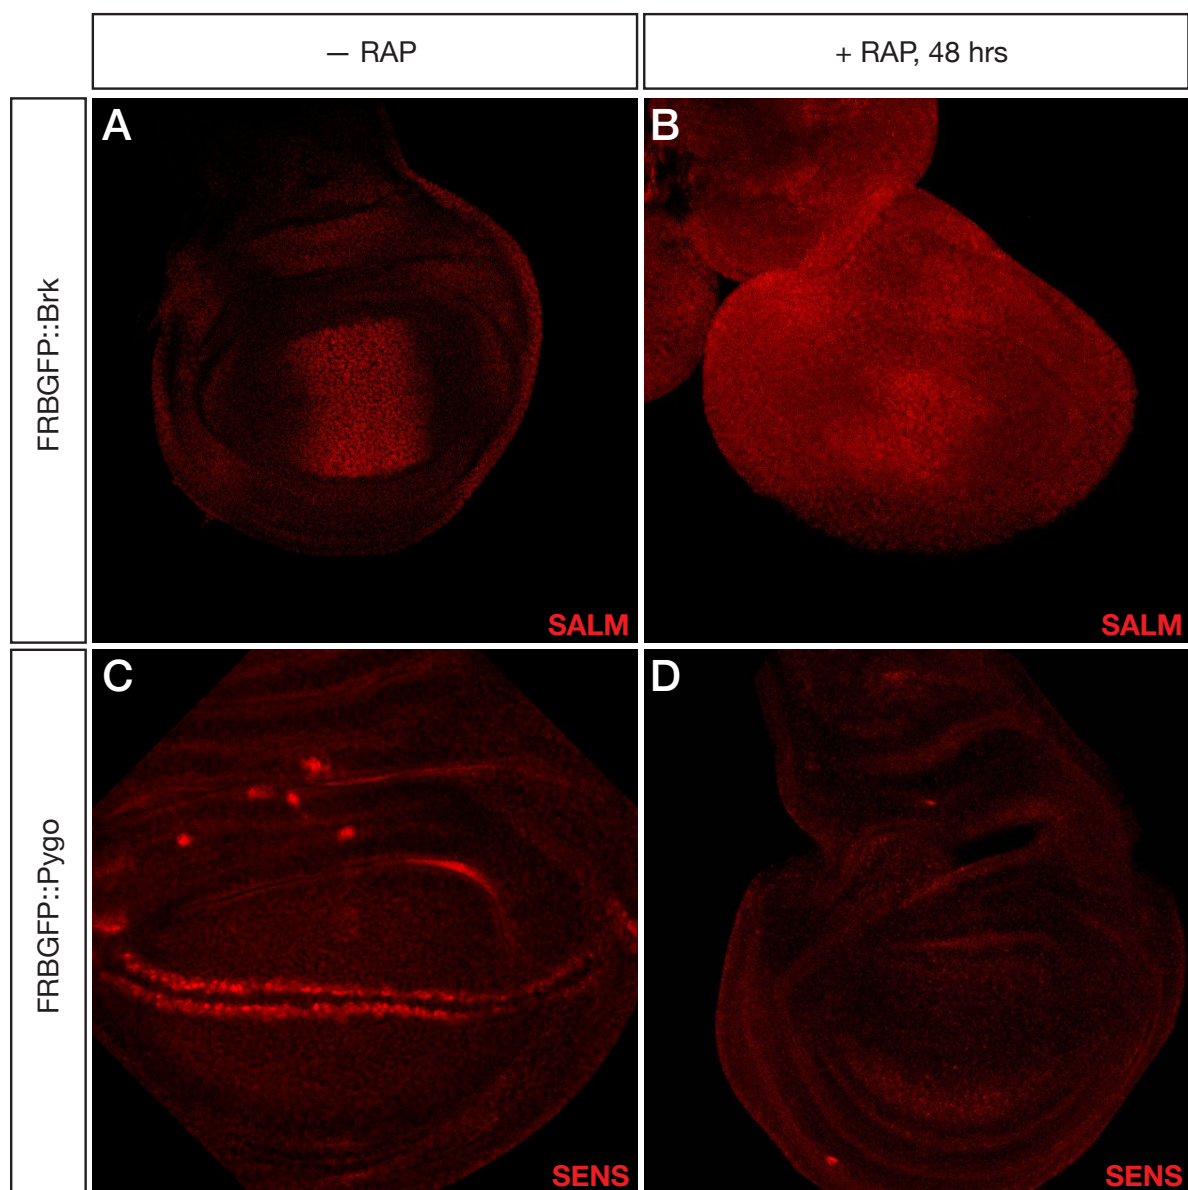 — RAP
+ RAP, 48 hrs
FRBGFP::Brk
A
SALM
B
SALM
FRBGFP::Pygo
C
SENS
D
SENS